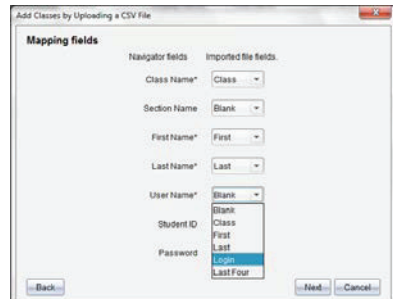 Add Classes by Uploading a CSV File
Mapping fields
Navigator fields Imported file fields.
Class Name* Class
Section Name Blank
First Name* First
Last Name* Last
User Name* Blank
Blank
Class
Student ID
First
Last
Password
Login
Last Four
Back Next Cancel